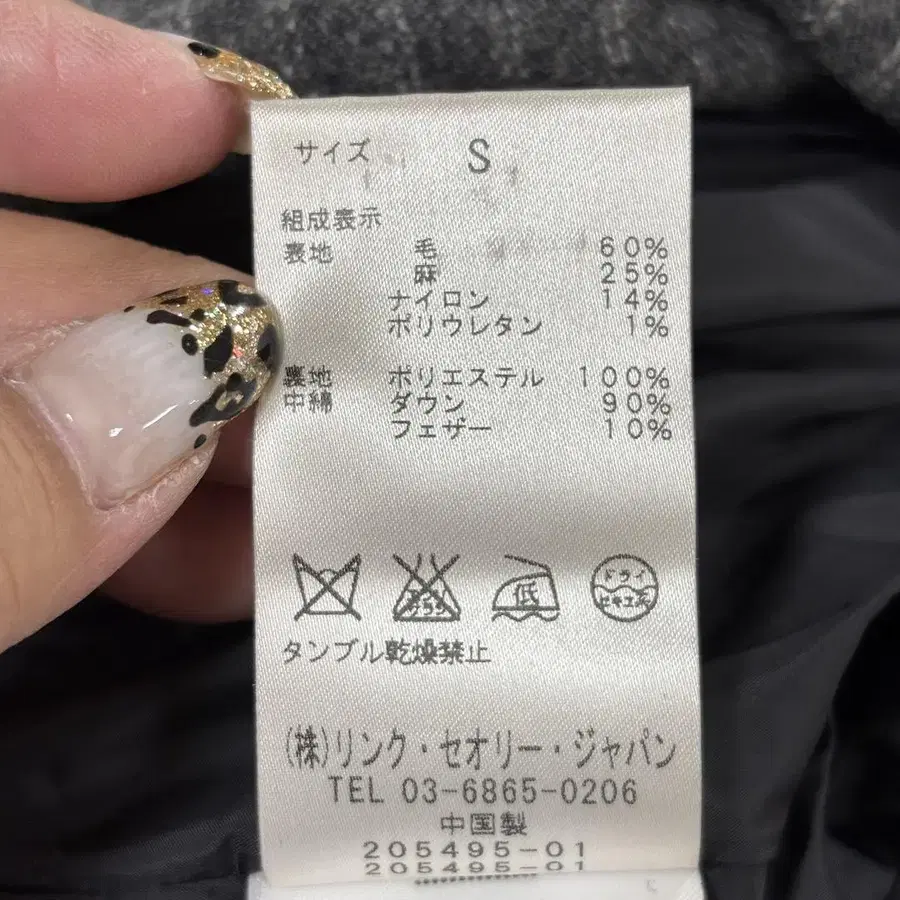 サイズ S
組成表示
表地 毛 60%
麻 25%
ナイロン 14%
ポリウレタン 1%
裏地 ポリエステル 100%
中綿 ダウン 90%
フェザー 10%
低
ドライ
セキユ系
タンブル乾燥禁止
(株)リンク・セオリー・ジャパン
TEL 03-6865-0206
中国製
205495-01
205495-01